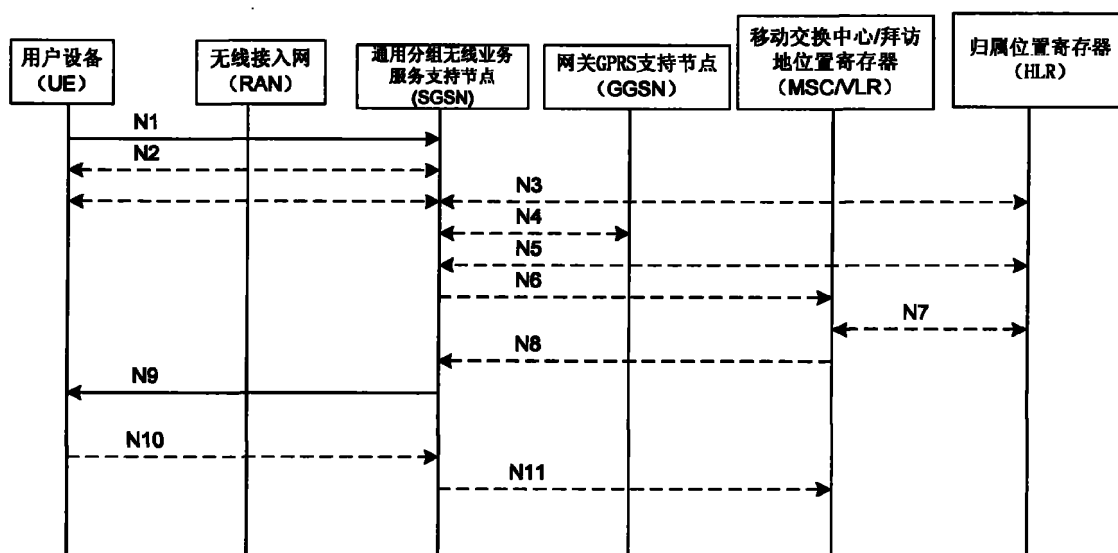 用户设备
（UE）
无线接入网
（RAN）
通用分组无线业务
服务支持节点
(SGSN)
网关GPRS支持节点
（GGSN）
移动交换中心/拜访
地位置寄存器
（MSC/VLR）
归属位置寄存器
（HLR）
N1
N2
N3
N4
N5
N6
N7
N8
N9
N10
N11